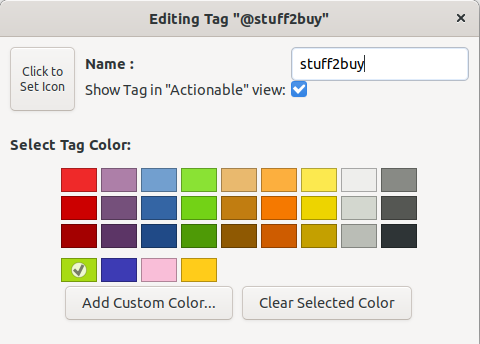 Editing Tag "@stuff2buy"
Click to
Set Icon
Name :
stuff2buy
Show Tag in "Actionable" view:
Select Tag Color:
Add Custom Color...
Clear Selected Color